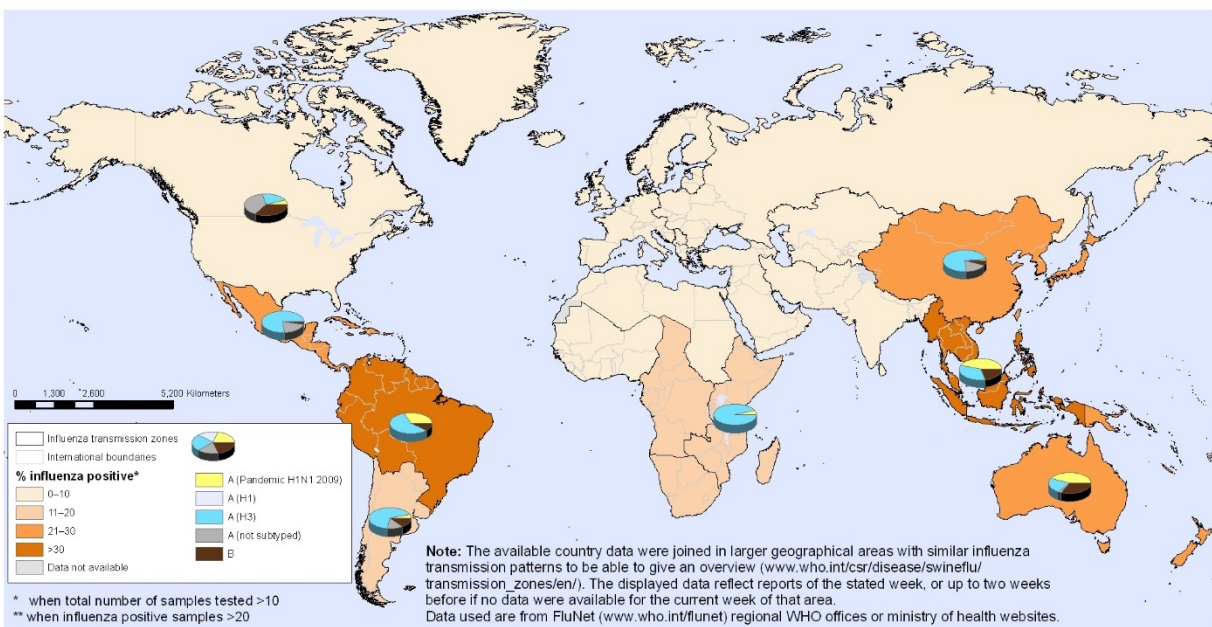 0 1,300 2,600 5,200 Kilometers
Influenza transmission zones
International boundaries
% influenza positive*
0–10
11–20
21–30
>30
Data not available
A (Pandemic H1N1 2009)
A (H1)
A (H3)
A (not subtyped)
B
* when total number of samples tested >10
** when influenza positive samples >20
Note: The available country data were joined in larger geographical areas with similar influenza
transmission patterns to be able to give an overview (www.who.int/csr/disease/swineflu/
transmission_zones/en/). The displayed data reflect reports of the stated week, or up to two weeks
before if no data were available for the current week of that area.
Data used are from FluNet (www.who.int/flunet) regional WHO offices or ministry of health websites.